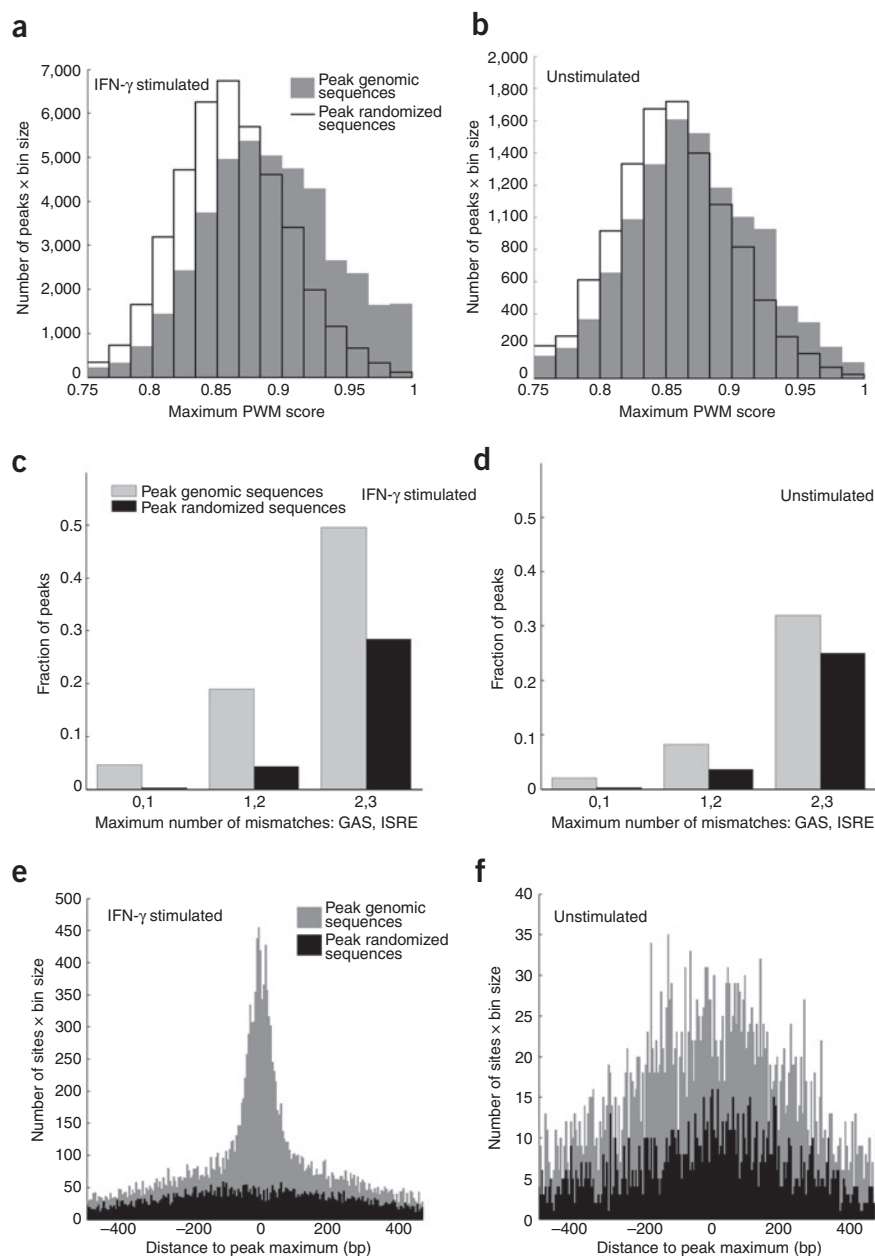 a
IFN-γ stimulated
Peak genomic
sequences
Peak randomized
sequences
Number of peaks × bin size
7,000
6,000
5,000
4,000
3,000
2,000
1,000
0
0.75
0.8
0.85
0.9
0.95
1
Maximum PWM score
b
Unstimulated
Number of peaks × bin size
2,000
1,800
1,600
1,400
1,200
1,100
800
600
400
200
0
0.75
0.8
0.85
0.9
0.95
1
Maximum PWM score
c
Peak genomic sequences
Peak randomized sequences
IFN-γ stimulated
Fraction of peaks
0.5
0.4
0.3
0.2
0.1
0
0,1
1,2
2,3
Maximum number of mismatches: GAS, ISRE
d
Unstimulated
Fraction of peaks
0.5
0.4
0.3
0.2
0.1
0
0,1
1,2
2,3
Maximum number of mismatches: GAS, ISRE
e
IFN-γ stimulated
Peak genomic
sequences
Peak randomized
sequences
Number of sites × bin size
500
450
400
350
300
250
200
150
100
50
0
−400
−200
0
200
400
Distance to peak maximum (bp)
f
Unstimulated
Number of sites × bin size
40
35
30
25
20
15
10
5
0
−400
−200
0
200
400
Distance to peak maximum (bp)